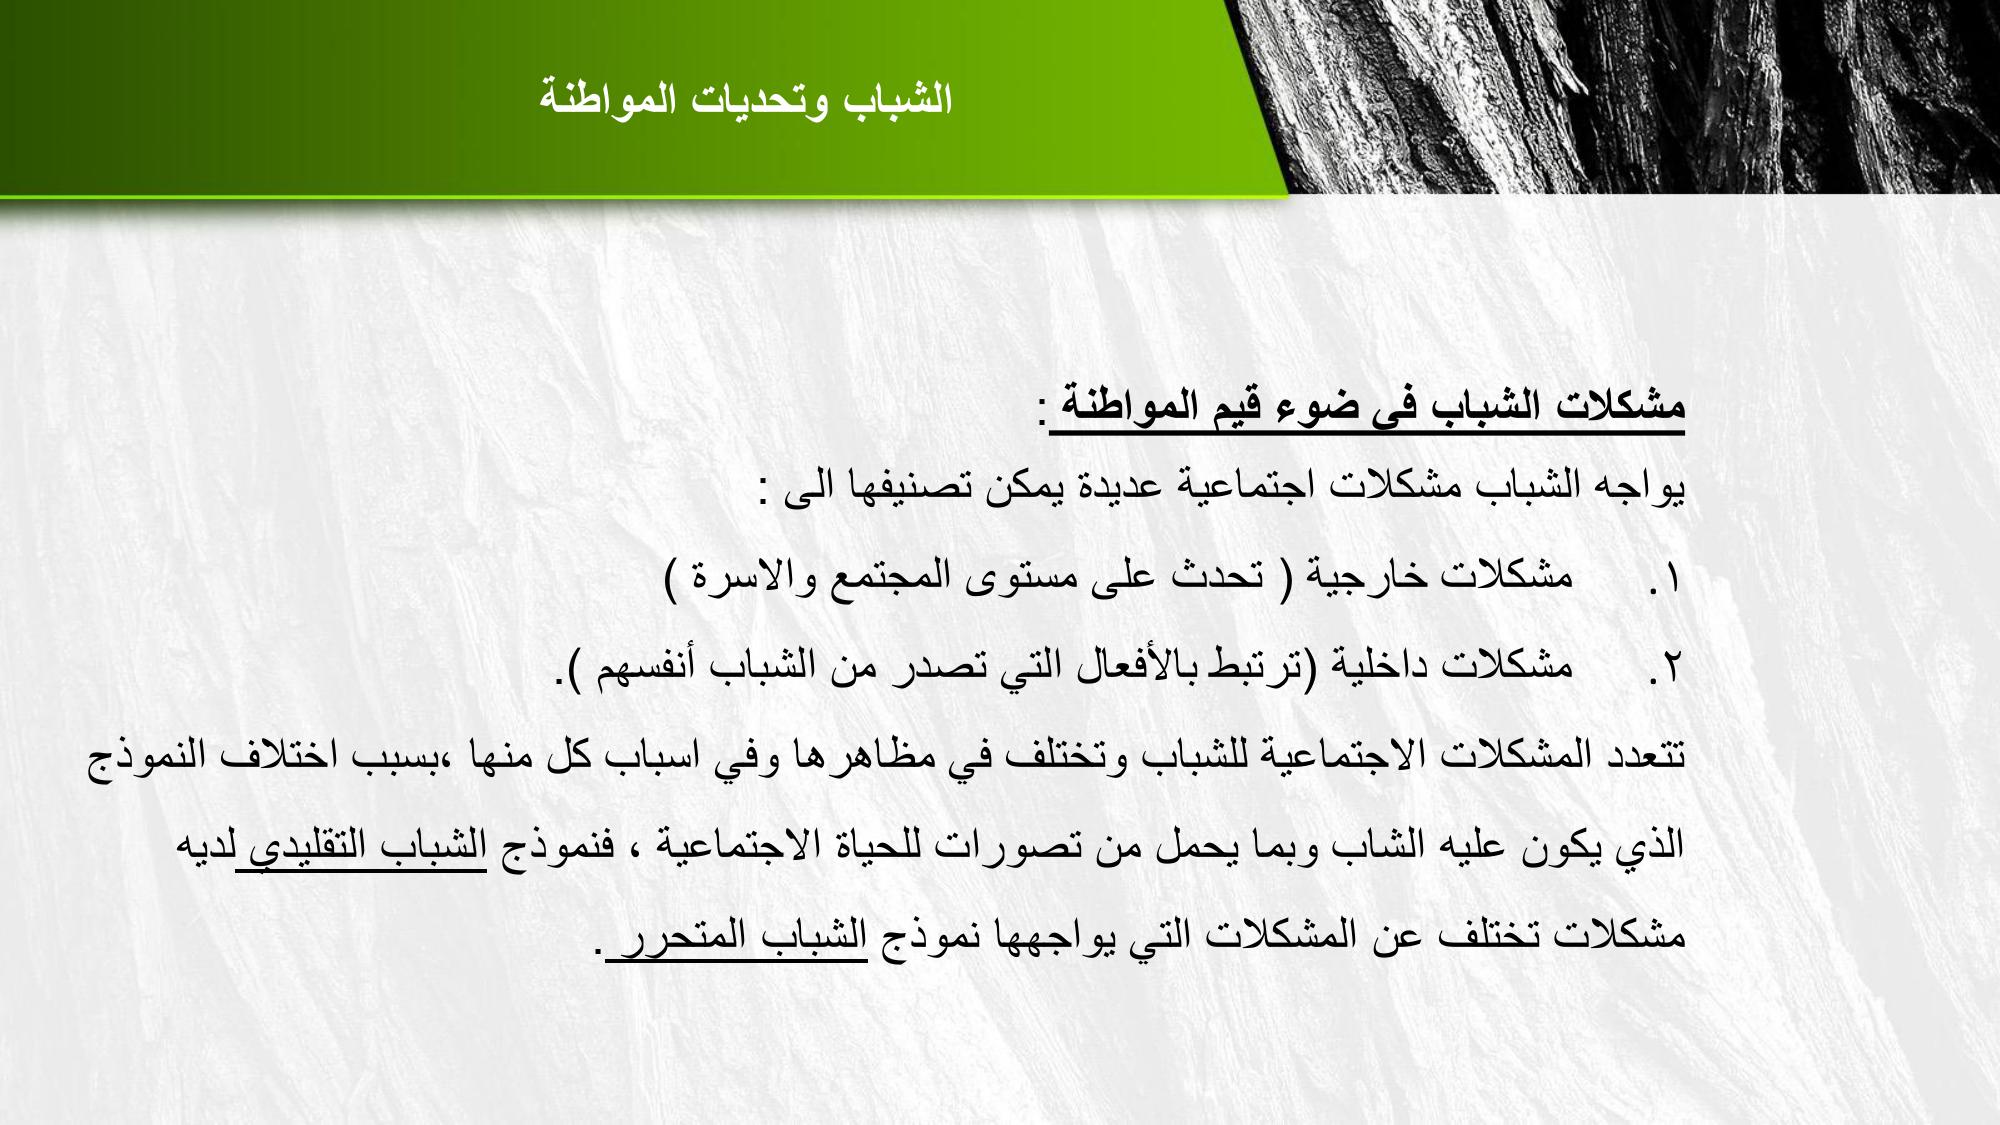 الشباب وتحديات المواطنة
مشكلات الشباب في ضوء قيم المواطنة :
يواجه الشباب مشكلات اجتماعية عديدة يمكن تصنيفها الى :
١. مشكلات خارجية ( تحدث على مستوى المجتمع والاسرة )
٢. مشكلات داخلية (ترتبط بالأفعال التي تصدر من الشباب أنفسهم ).
تتعدد المشكلات الاجتماعية للشباب وتختلف في مظاهرها وفي اسباب كل منها ،بسبب اختلاف النموذج
الذي يكون عليه الشاب وبما يحمل من تصورات للحياة الاجتماعية ، فنموذج الشباب التقليدي لديه
مشكلات تختلف عن المشكلات التي يواجهها نموذج الشباب المتحرر .